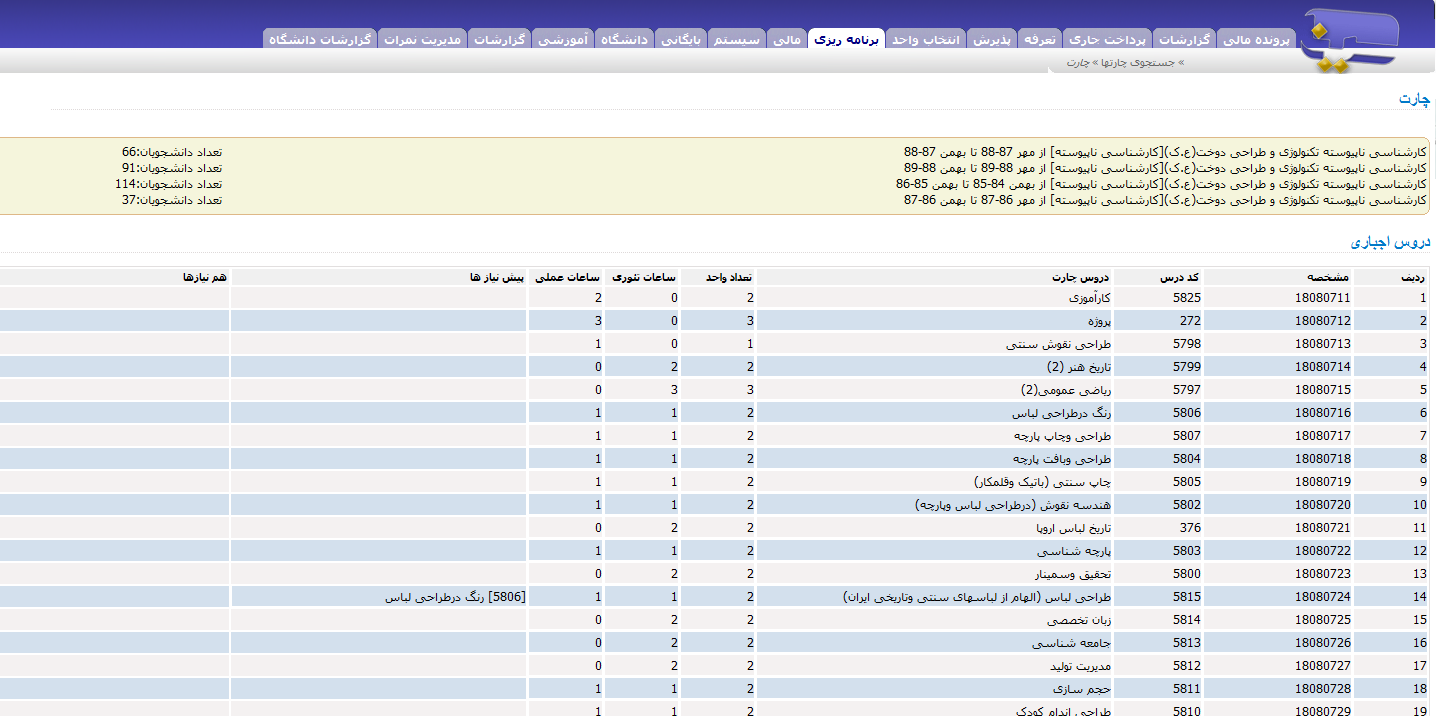 پرونده مالی گزارشات پرداخت جاری تعرفه پذیرش انتخاب واحد برنامه ریزی مالی سیستم بایگانی دانشگاه آموزشی گزارشات مدیریت نمرات گزارشات دانشگاه
» جستجوی چارتها » چارت
چارت
کارشناسی ناپیوسته تکنولوژی و طراحی دوخت(ع.ک)[کارشناسی ناپیوسته] از مهر 87-88 تا بهمن 87-88 تعداد دانشجویان:66
کارشناسی ناپیوسته تکنولوژی و طراحی دوخت(ع.ک)[کارشناسی ناپیوسته] از مهر 88-89 تا بهمن 88-89 تعداد دانشجویان:91
کارشناسی ناپیوسته تکنولوژی و طراحی دوخت(ع.ک)[کارشناسی ناپیوسته] از بهمن 84-85 تا بهمن 85-86 تعداد دانشجویان:114
کارشناسی ناپیوسته تکنولوژی و طراحی دوخت(ع.ک)[کارشناسی ناپیوسته] از مهر 86-87 تا بهمن 86-87 تعداد دانشجویان:37
دروس اجباری
ردیف مشخصه کد درس دروس چارت تعداد واحد ساعات تئوری ساعات عملی پیش نیاز ها هم نیازها
1 18080711 5825 کارآموزی 2 0 2
2 18080712 272 پروژه 3 0 3
3 18080713 5798 طراحی نقوش سنتی 1 0 1
4 18080714 5799 تاریخ هنر (2) 2 2 0
5 18080715 5797 ریاضی عمومی(2) 3 3 0
6 18080716 5806 رنگ درطراحی لباس 2 1 1
7 18080717 5807 طراحی وچاپ پارچه 2 1 1
8 18080718 5804 طراحی وبافت پارچه 2 1 1
9 18080719 5805 چاپ سنتی (باتیک وقلمکار) 2 1 1
10 18080720 5802 هندسه نقوش (درطراحی لباس وپارچه) 2 1 1
11 18080721 376 تاریخ لباس اروپا 2 2 0
12 18080722 5803 پارچه شناسی 2 1 1
13 18080723 5800 تحقیق وسمینار 2 2 0
14 18080724 5815 طراحی لباس (الهام از لباسهای سنتی وتاریخی ایران) 2 1 1 [5806] رنگ درطراحی لباس
15 18080725 5814 زبان تخصصی 2 2 0
16 18080726 5813 جامعه شناسی 2 2 0
17 18080727 5812 مدیریت تولید 2 2 0
18 18080728 5811 حجم سازی 2 1 1
19 18080729 5810 طراحی اندام کودک 2 1 1